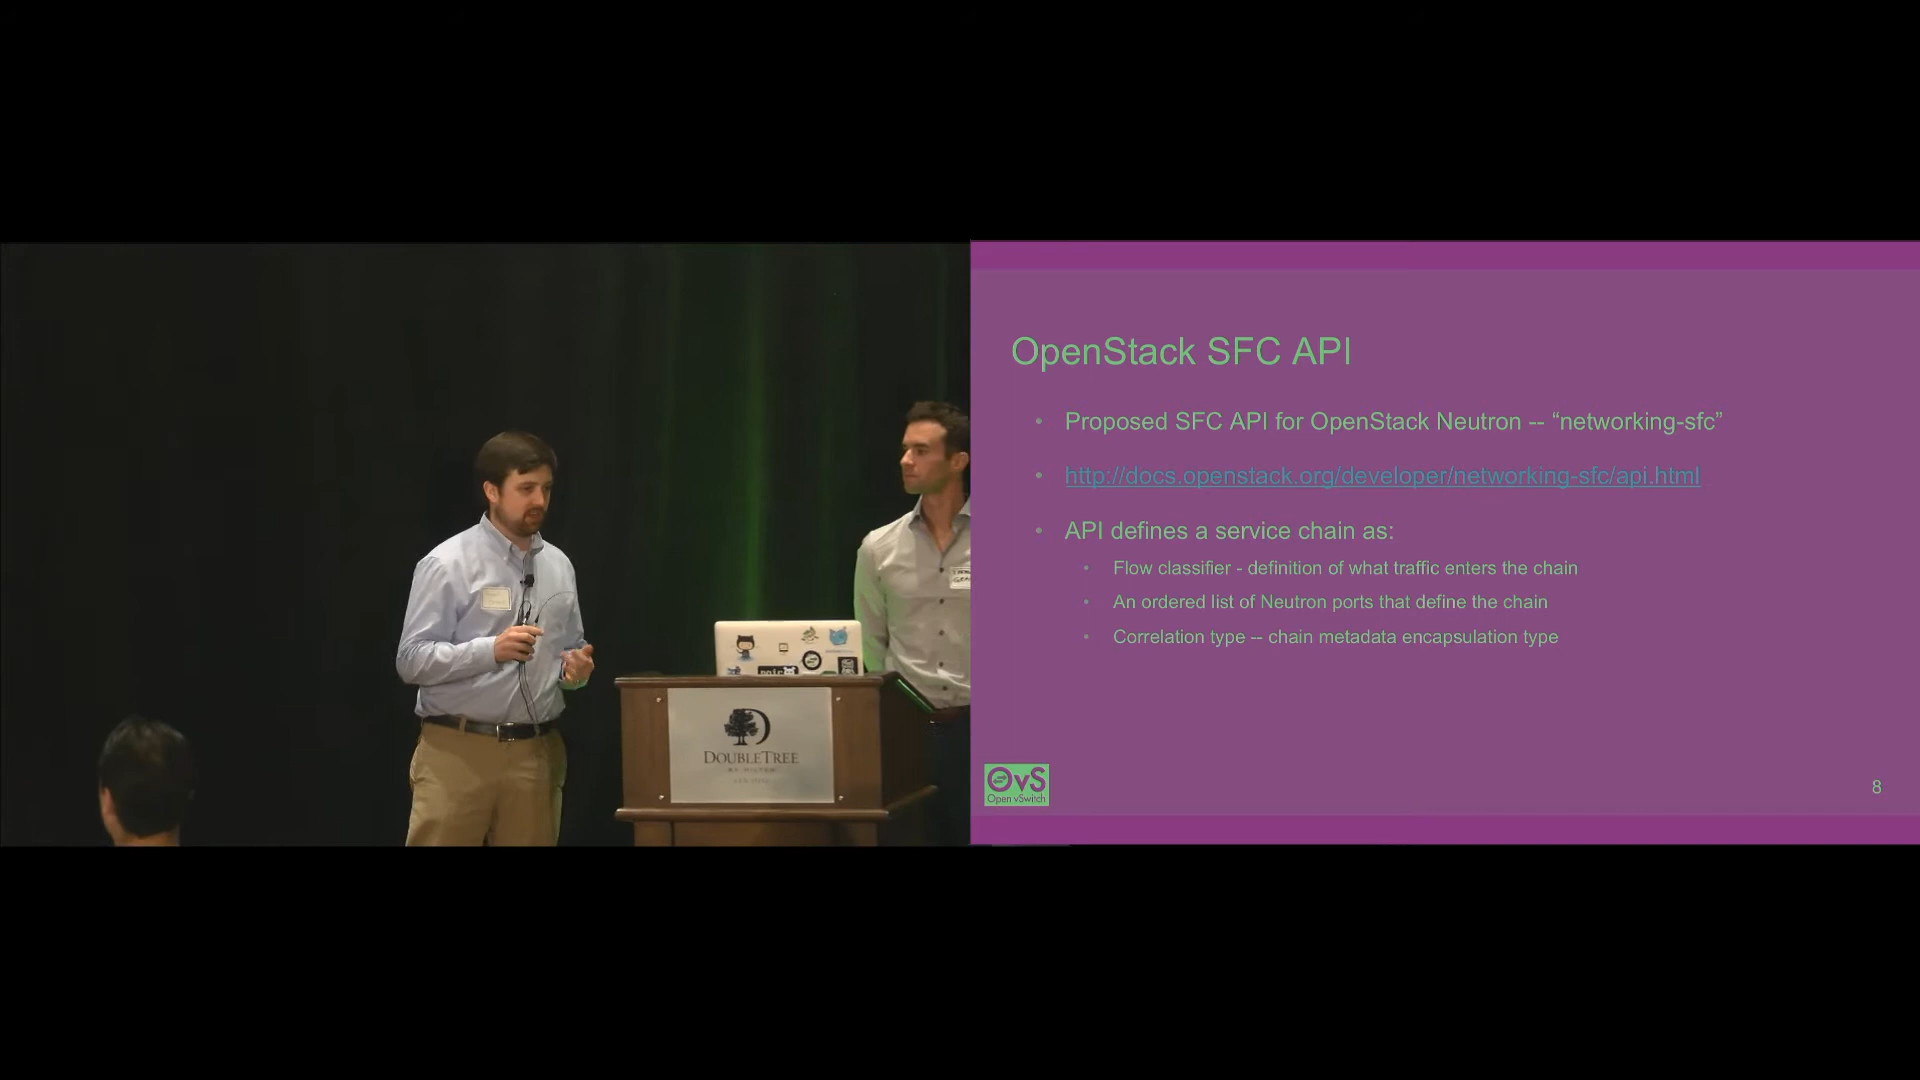 OpenStack SFC API
Proposed SFC API for OpenStack Neutron -- “networking-sfc”
http://docs.openstack.org/developer/networking-sfc/api.html
API defines a service chain as:
Flow classifier - definition of what traffic enters the chain
An ordered list of Neutron ports that define the chain
Correlation type -- chain metadata encapsulation type
DOUBLETREE
BY HILTON
OvS
Open vSwitch
8